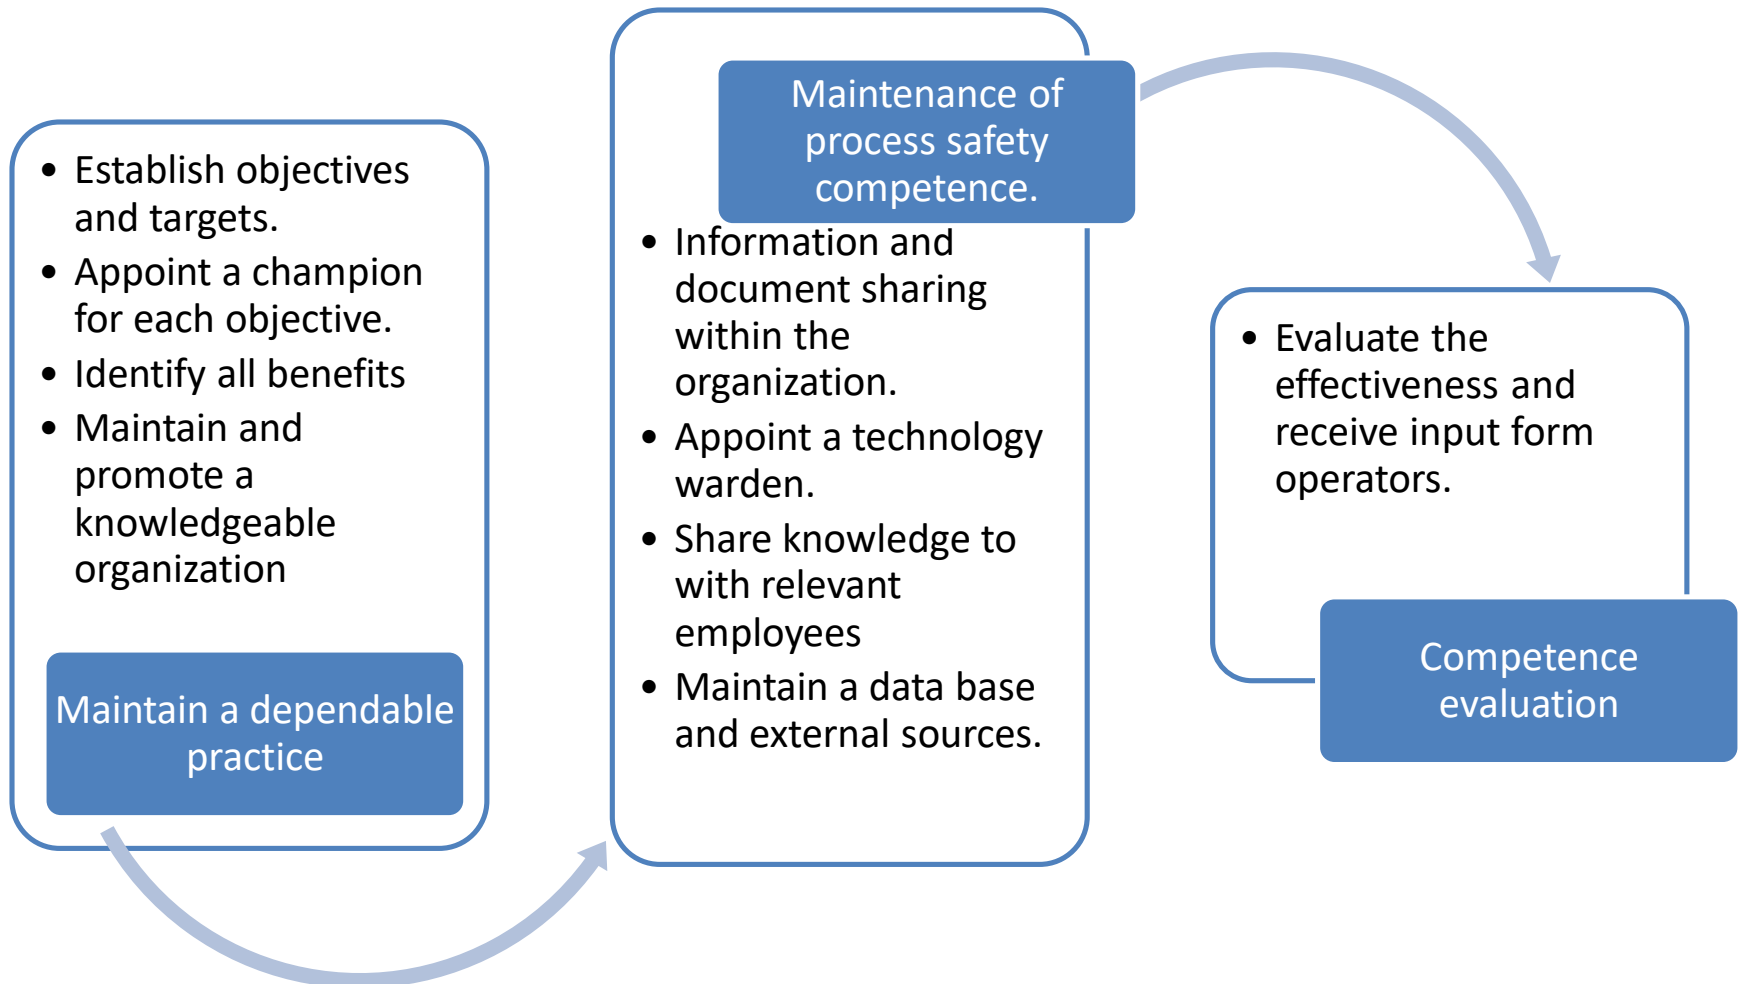 • Establish objectives
and targets.
• Appoint a champion
for each objective.
• Identify all benefits
• Maintain and
promote a
knowledgeable
organization
Maintain a dependable
practice
Maintenance of
process safety
competence.
• Information and
document sharing
within the
organization.
• Appoint a technology
warden.
• Share knowledge to
with relevant
employees
• Maintain a data base
and external sources.
• Evaluate the
effectiveness and
receive input form
operators.
Competence
evaluation